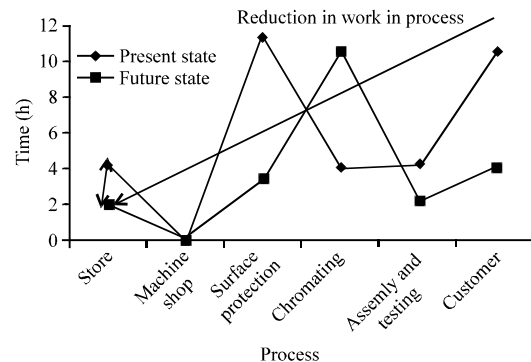 Reduction in work in process
12
10
8
6
4
2
0
Time (h)
Present state
Future state
Store
Machine
shop
Surface
protection
Chromating
Assemly and
testing
Customer
Process